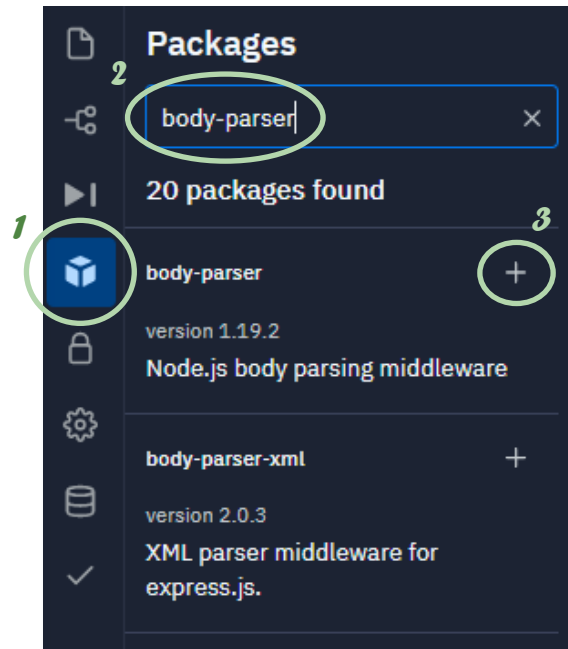 Packages
2
body-parser
20 packages found
1
3
body-parser
version 1.19.2
Node.js body parsing middleware
body-parser-xml
version 2.0.3
XML parser middleware for
express.js.